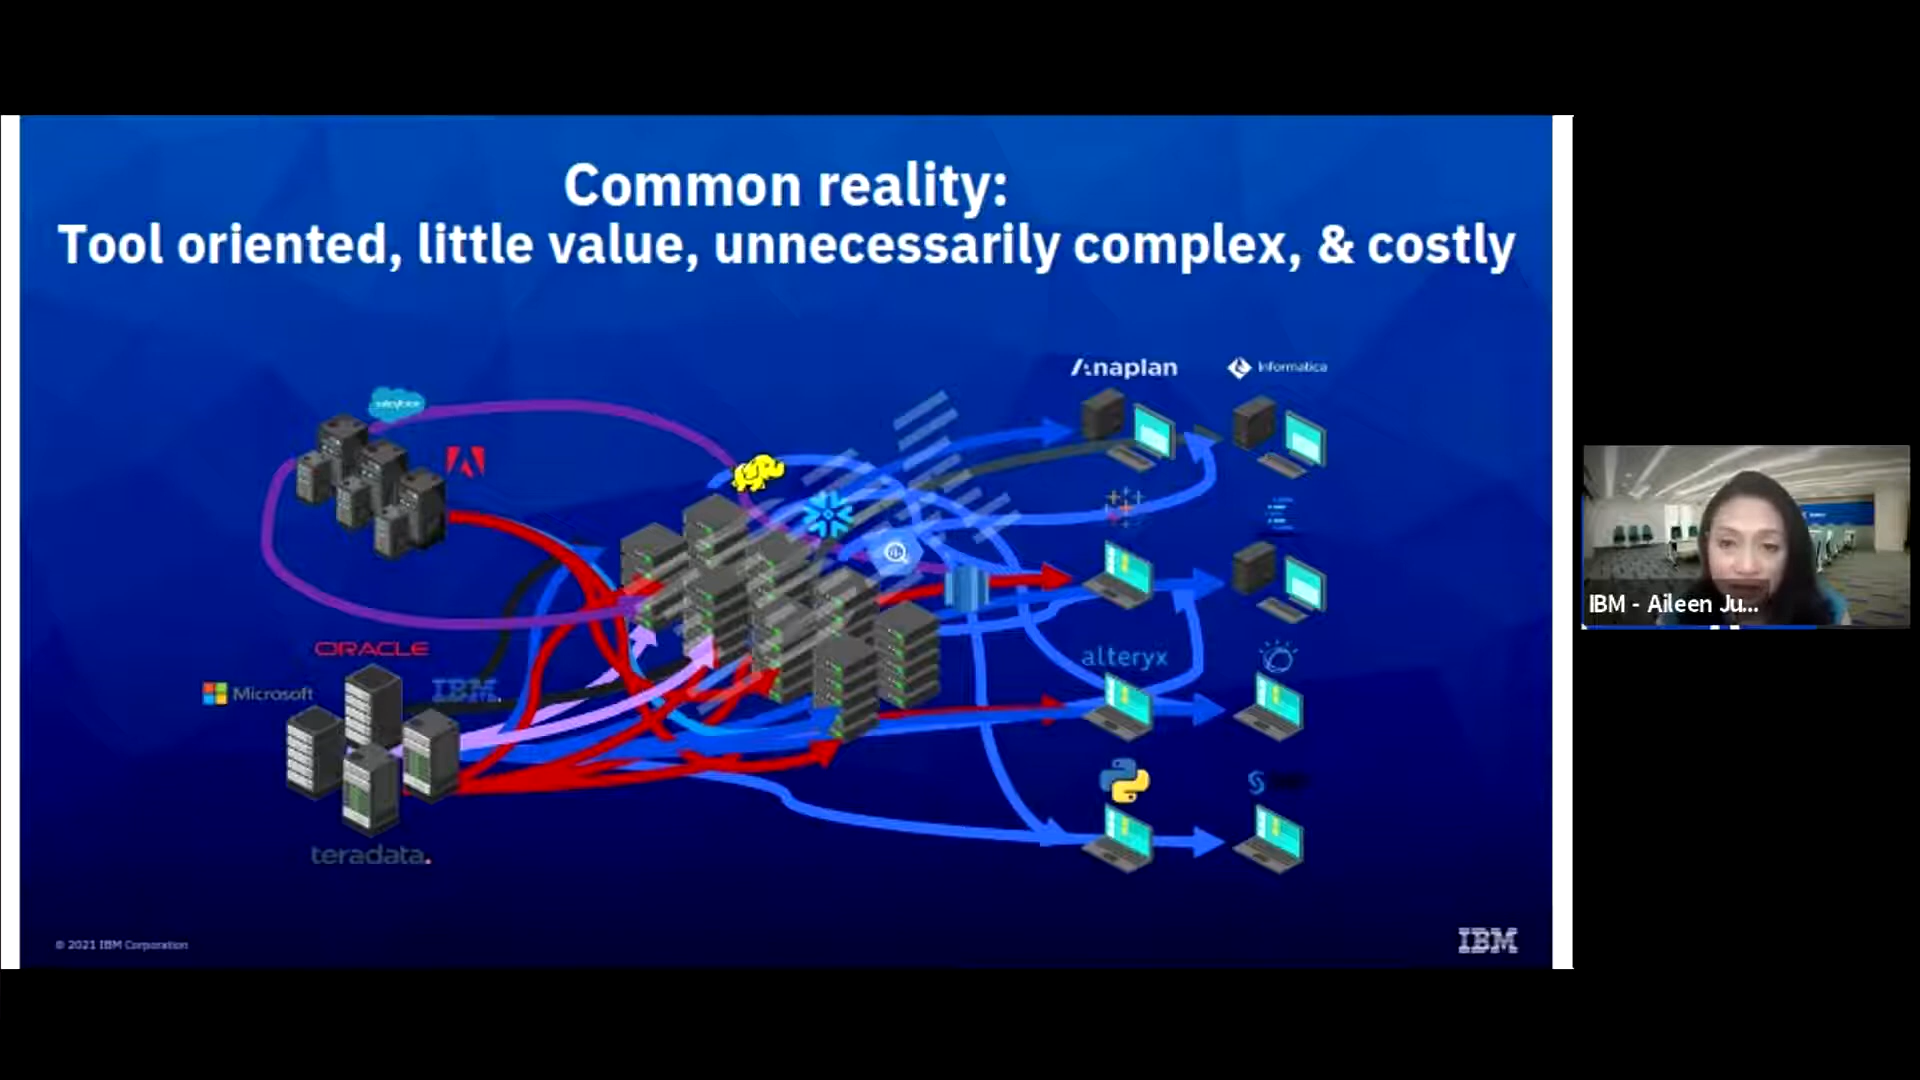 Common reality:
Tool oriented, little value, unnecessarily complex, & costly
Anaplan
Informatica
salesforce
ORACLE
Microsoft
IBM.
alteryx
teradata.
© 2021 IBM Corporation
IBM
IBM - Aileen Ju...